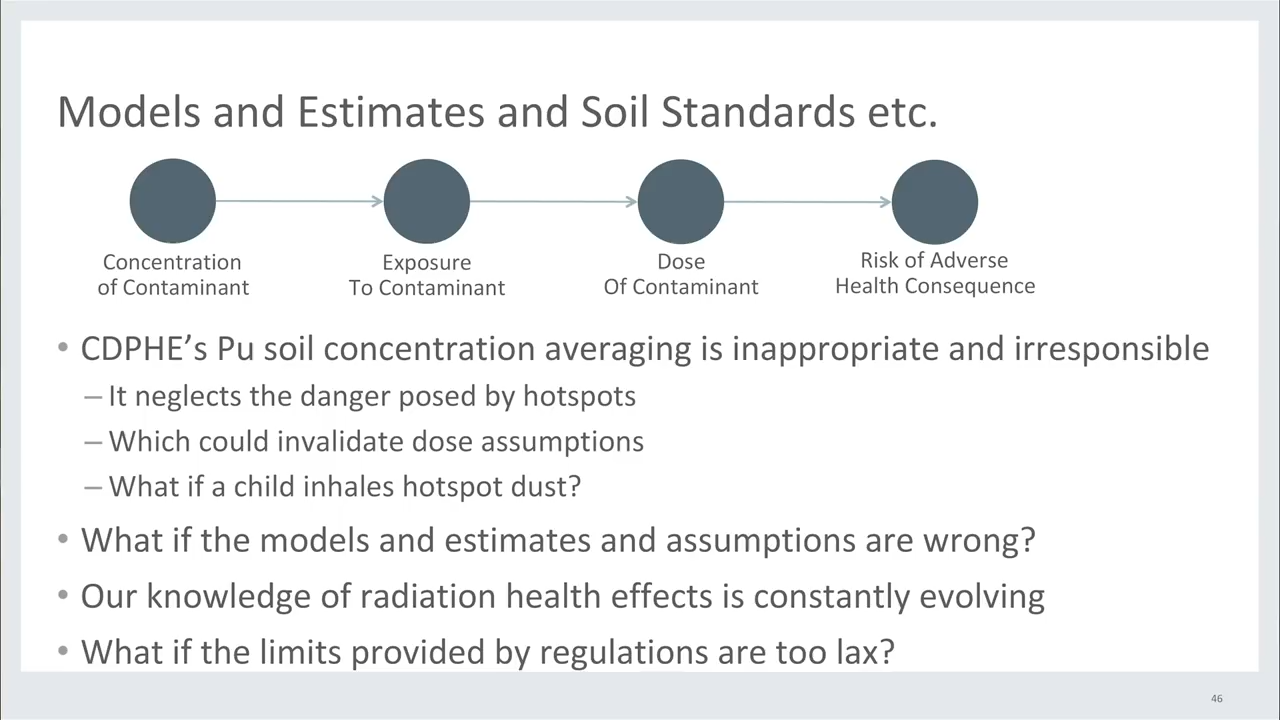 Models and Estimates and Soil Standards etc.
Concentration
of Contaminant
Exposure
To Contaminant
Dose
Of Contaminant
Risk of Adverse
Health Consequence
• CDPHE’s Pu soil concentration averaging is inappropriate and irresponsible
– It neglects the danger posed by hotspots
– Which could invalidate dose assumptions
– What if a child inhales hotspot dust?
• What if the models and estimates and assumptions are wrong?
• Our knowledge of radiation health effects is constantly evolving
• What if the limits provided by regulations are too lax?
46